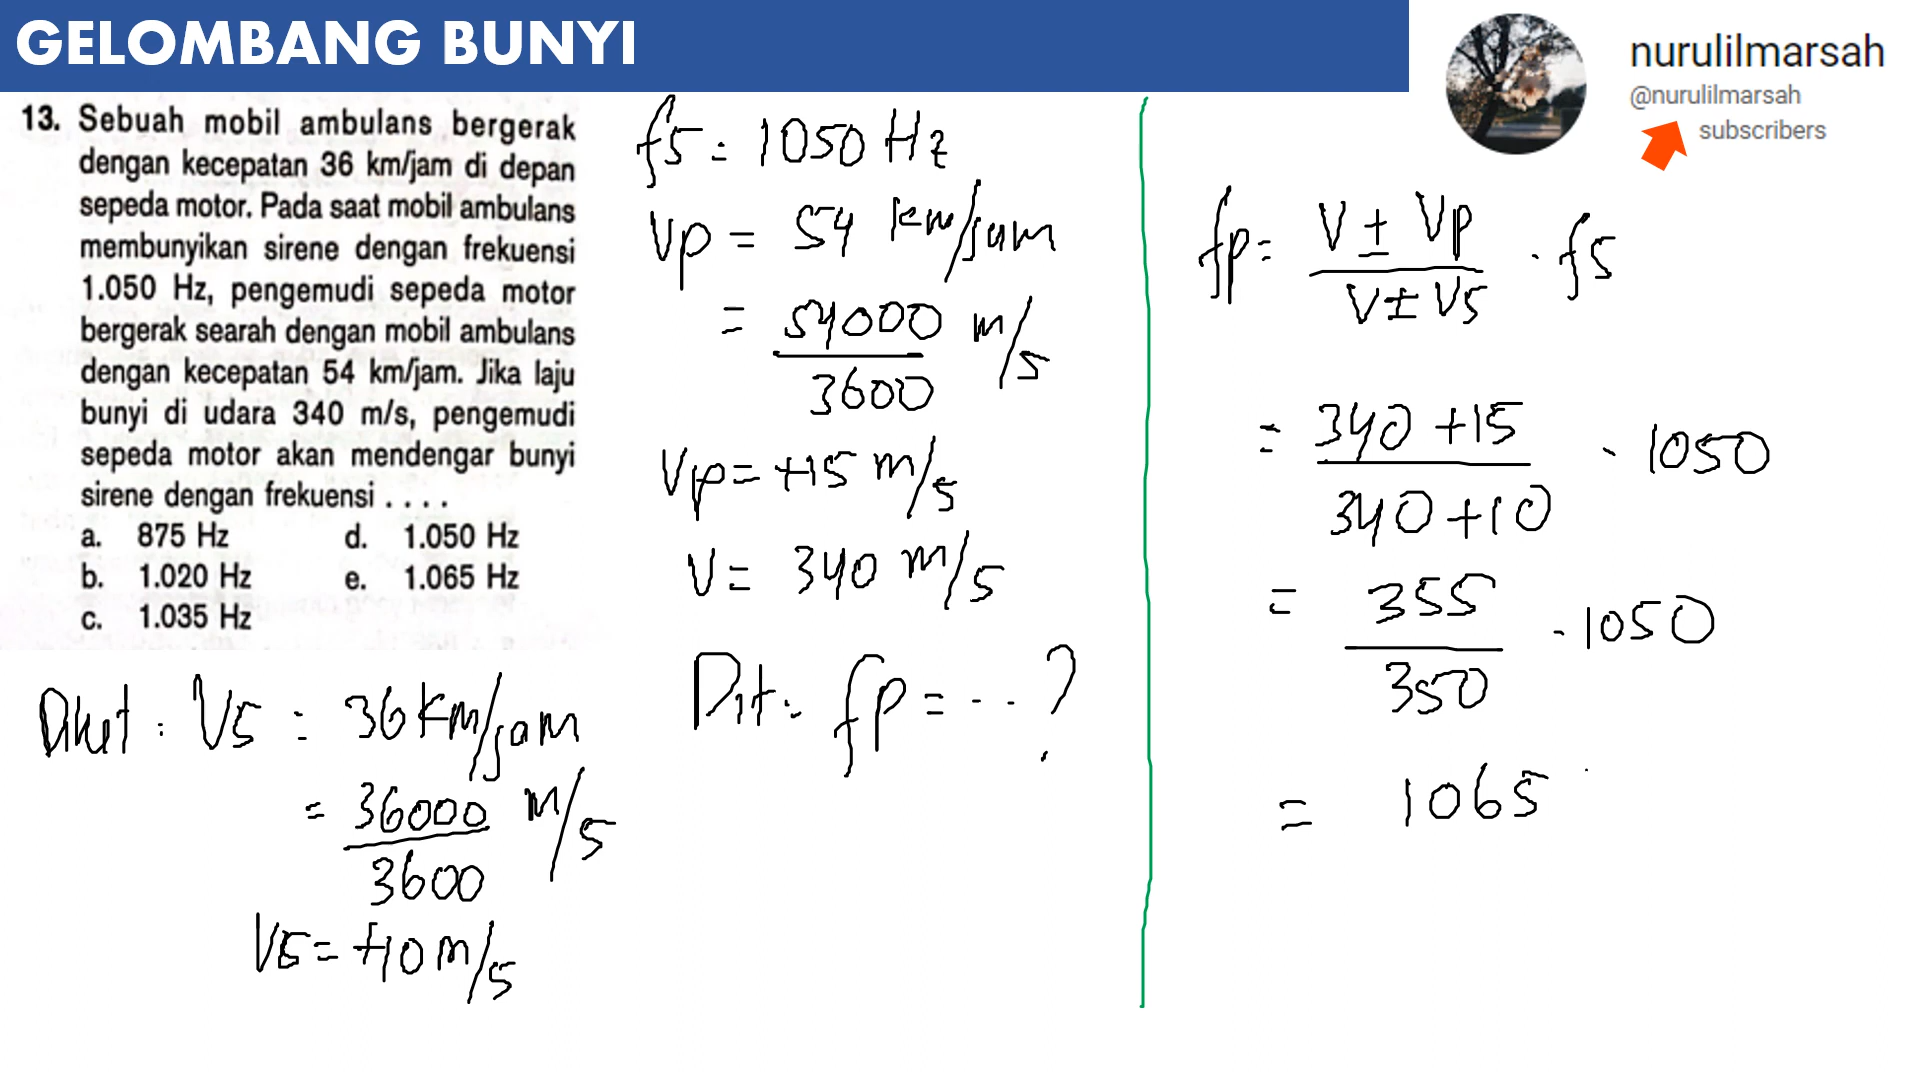 GELOMBANG BUNYI
nurulilmarsah
@nurulilmarsah
subscribers
13. Sebuah mobil ambulans bergerak
dengan kecepatan 36 km/jam di depan
sepeda motor. Pada saat mobil ambulans
membunyikan sirene dengan frekuensi
1.050 Hz, pengemudi sepeda motor
bergerak searah dengan mobil ambulans
dengan kecepatan 54 km/jam. Jika laju
bunyi di udara 340 m/s, pengemudi
sepeda motor akan mendengar bunyi
sirene dengan frekuensi . . . .
a. 875 Hz d. 1.050 Hz
b. 1.020 Hz e. 1.065 Hz
c. 1.035 Hz
Diket : Vs = 36 km/jam
= 36000 m/s
3600
Vs = +10 m/s
fs = 1050 Hz
Vp = 54 km/jam
= 54000 m/s
3600
Vp = +15 m/s
V = 340 m/s
Dit : fp = ... ?
fp = V ± Vp . fs
V ± Vs
= 340 + 15 . 1050
340 + 10
= 355 . 1050
350
= 1065